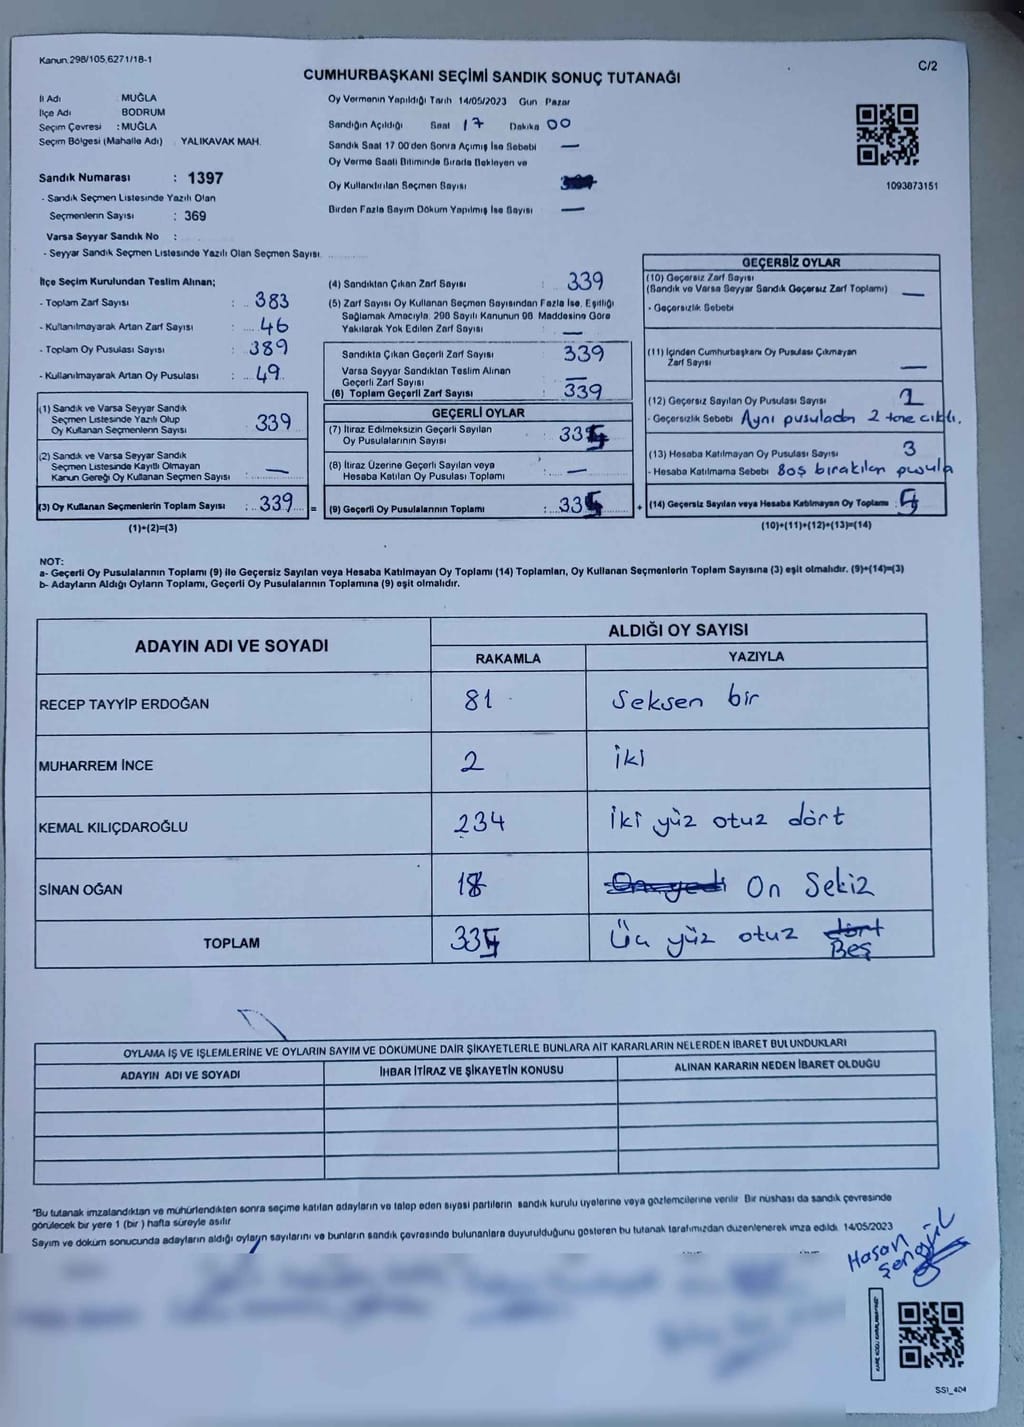 Kanun.298/105,6271/18-1
C/2
CUMHURBAŞKANI SEÇİMİ SANDIK SONUÇ TUTANAĞI
İl Adı MUĞLA
İlçe Adı BODRUM
Seçim Çevresi : MUĞLA
Seçim Bölgesi (Mahalle Adı) YALIKAVAK MAH.
Sandık Numarası : 1397
- Sandık Seçmen Listesinde Yazılı Olan
Seçmenlerin Sayısı : 369
Varsa Seyyar Sandık No :
- Seyyar Sandık Seçmen Listesinde Yazılı Olan Seçmen Sayısı
Oy Vermenin Yapıldığı Tarih 14/05/2023 Gün Pazar
Sandığın Açıldığı Saat 17 Dakika 00
Sandık Saat 17 00'den Sonra Açımış İse Sebebi —
Oy Verme Saati Bitiminde Sırada Bekleyen ve
Oy Kullandırılan Seçmen Sayısı
Birden Fazla Sayım Döküm Yapılmış İse Sayısı —
1093873151
İlçe Seçim Kurulundan Teslim Alınan;
- Toplam Zarf Sayısı : 383
- Kullanılmayarak Artan Zarf Sayısı : 46
- Toplam Oy Pusulası Sayısı : 389
- Kullanılmayarak Artan Oy Pusulası : 49
(1) Sandık ve Varsa Seyyar Sandık
Seçmen Listesinde Yazılı Olup
Oy Kullanan Seçmenlerin Sayısı 339
(2) Sandık ve Varsa Seyyar Sandık
Seçmen Listesinde Kayıtlı Olmayan
Kanun Gereği Oy Kullanan Seçmen Sayısı —
(3) Oy Kullanan Seçmenlerin Toplam Sayısı : 339 =
(1)+(2)=(3)
(4) Sandıktan Çıkan Zarf Sayısı : 339
(5) Zarf Sayısı Oy Kullanan Seçmen Sayısından Fazla İse, Eşitliği
Sağlamak Amacıyla, 298 Sayılı Kanunun 98 Maddesine Göre
Yakılarak Yok Edilen Zarf Sayısı : —
Sandıkta Çıkan Geçerli Zarf Sayısı 339
Varsa Seyyar Sandıktan Teslim Alınan
Geçerli Zarf Sayısı —
(6) Toplam Geçerli Zarf Sayısı : 339
GEÇERLİ OYLAR
(7) İtiraz Edilmeksizin Geçerli Sayılan
Oy Pusulalarının Sayısı 335
(8) İtiraz Üzerine Geçerli Sayılan veya
Hesaba Katılan Oy Pusulası Toplamı : —
(9) Geçerli Oy Pusulalarının Toplamı : 335 +
GEÇERSİZ OYLAR
(10) Geçersiz Zarf Sayısı
(Sandık ve Varsa Seyyar Sandık Geçersiz Zarf Toplamı) —
- Geçersizlik Sebebi
(11) İçinden Cumhurbaşkanı Oy Pusulası Çıkmayan
Zarf Sayısı —
(12) Geçersiz Sayılan Oy Pusulası Sayısı 1
- Geçersizlik Sebebi Aynı pusuladan 2 tane çıktı.
(13) Hesaba Katılmayan Oy Pusulası Sayısı 3
- Hesaba Katılmama Sebebi Boş bırakılan pusula
(14) Geçersiz Sayılan veya Hesaba Katılmayan Oy Toplamı
(10)+(11)+(12)+(13)=(14)
NOT:
a- Geçerli Oy Pusulalarının Toplamı (9) ile Geçersiz Sayılan veya Hesaba Katılmayan Oy Toplamı (14) Toplamları, Oy Kullanan Seçmenlerin Toplam Sayısına (3) eşit olmalıdır. (9)+(14)=(3)
b- Adayların Aldığı Oyların Toplamı, Geçerli Oy Pusulalarının Toplamına (9) eşit olmalıdır.
ADAYIN ADI VE SOYADI ALDIĞI OY SAYISI
RAKAMLA YAZIYLA
RECEP TAYYİP ERDOĞAN 81 Seksen bir
MUHARREM İNCE 2 iki
KEMAL KILIÇDAROĞLU 234 İki yüz otuz dört
SİNAN OĞAN 18 On yedi On Sekiz
TOPLAM 335 Üç yüz otuz dört
Beş
OYLAMA İŞ VE İŞLEMLERİNE VE OYLARIN SAYIM VE DÖKÜMÜNE DAİR ŞİKAYETLERLE BUNLARA AİT KARARLARIN NELERDEN İBARET BULUNDUKLARI
ADAYIN ADI VE SOYADI İHBAR İTİRAZ VE ŞİKAYETİN KONUSU ALINAN KARARIN NEDEN İBARET OLDUĞU
*Bu tutanak imzalandıktan ve mühürlendikten sonra seçime katılan adayların ve talep eden siyasi partilerin sandık kurulu üyelerine veya gözlemcilerine verilir Bir nüshası da sandık çevresinde
görülecek bir yere 1 (bir) hafta süreyle asılır
Sayım ve döküm sonucunda adayların aldığı oyların sayılarını ve bunların sandık çevresinde bulunanlara duyurulduğunu gösteren bu tutanak tarafımızdan düzenlenerek imza edildi. 14/05/2023
Hasan
Şengül
SSI_404